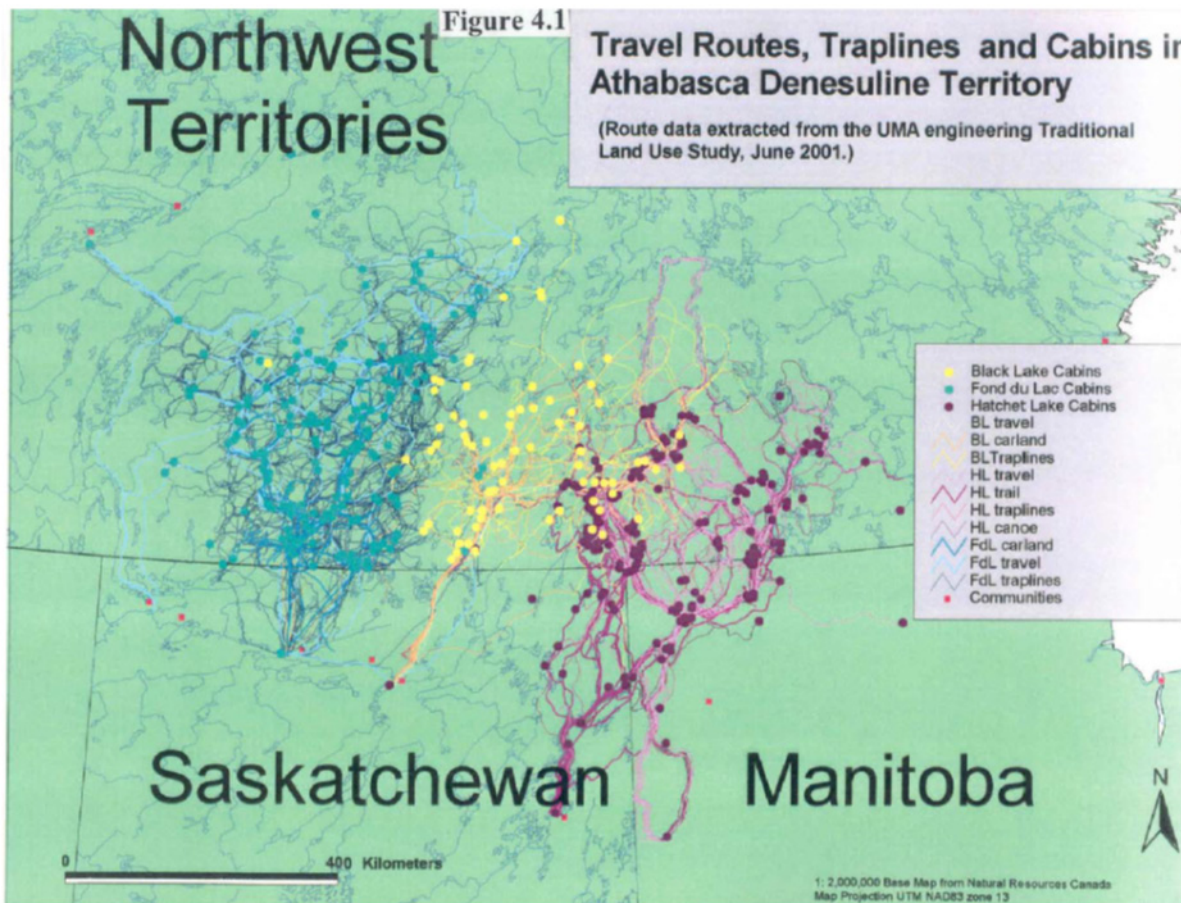 Figure 4.1
Travel Routes, Traplines and Cabins in
Athabasca Denesuline Territory
(Route data extracted from the UMA engineering Traditional
Land Use Study, June 2001.)
Northwest
Territories
Black Lake Cabins
Fond du Lac Cabins
Hatchet Lake Cabins
BL travel
BL carland
BLTraplines
HL travel
HL trail
HL traplines
HL canoe
FdL carland
FdL travel
FdL traplines
Communities
Saskatchewan
Manitoba
N
0 400 Kilometers
1: 2,000,000 Base Map from Natural Resources Canada
Map Projection UTM NAD83 zone 13